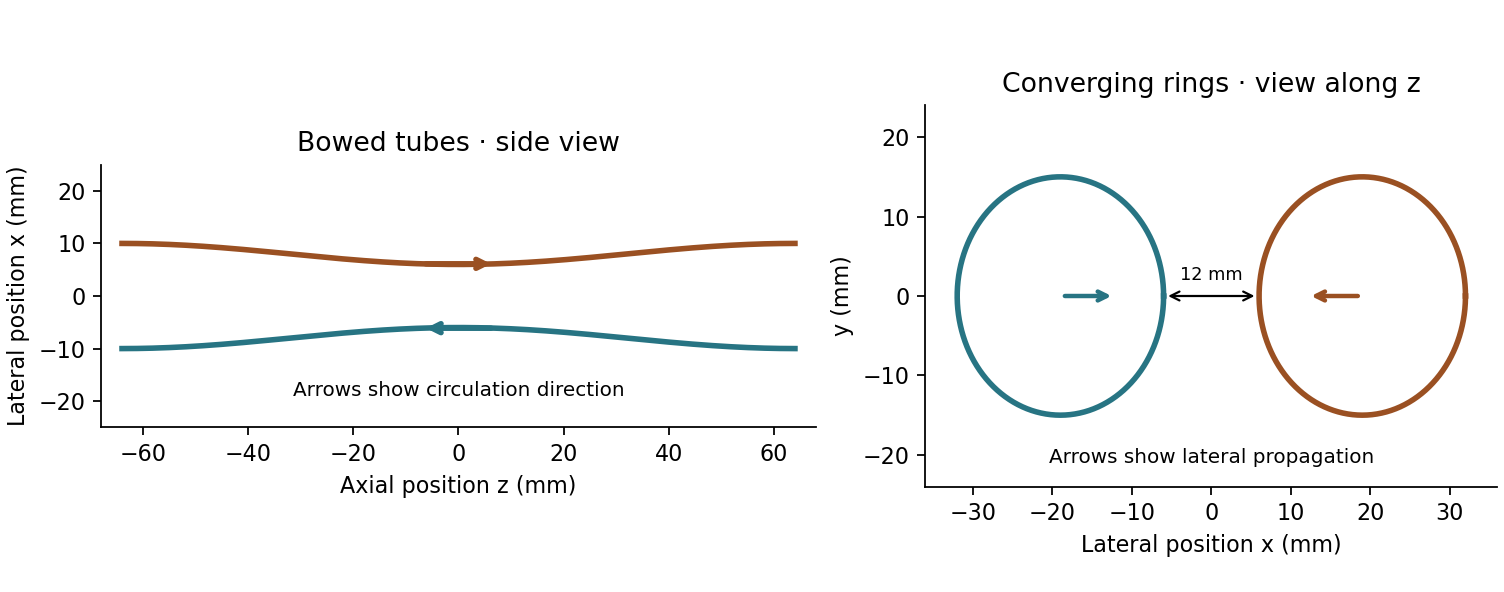 Bowed tubes · side view
Lateral position x (mm)
20
10
0
−10
−20
Arrows show circulation direction
−60
−40
−20
0
20
40
60
Axial position z (mm)
Converging rings · view along z
y (mm)
20
10
0
−10
−20
12 mm
Arrows show lateral propagation
−30
−20
−10
0
10
20
30
Lateral position x (mm)